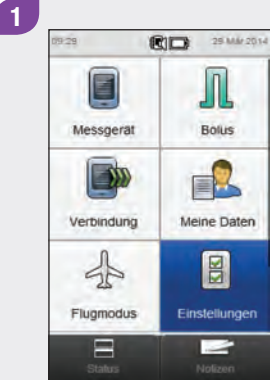 1
09:29 25 Mär 2014
Messgerät Bolus
Verbindung Meine Daten
Flugmodus Einstellungen
Status Notizen